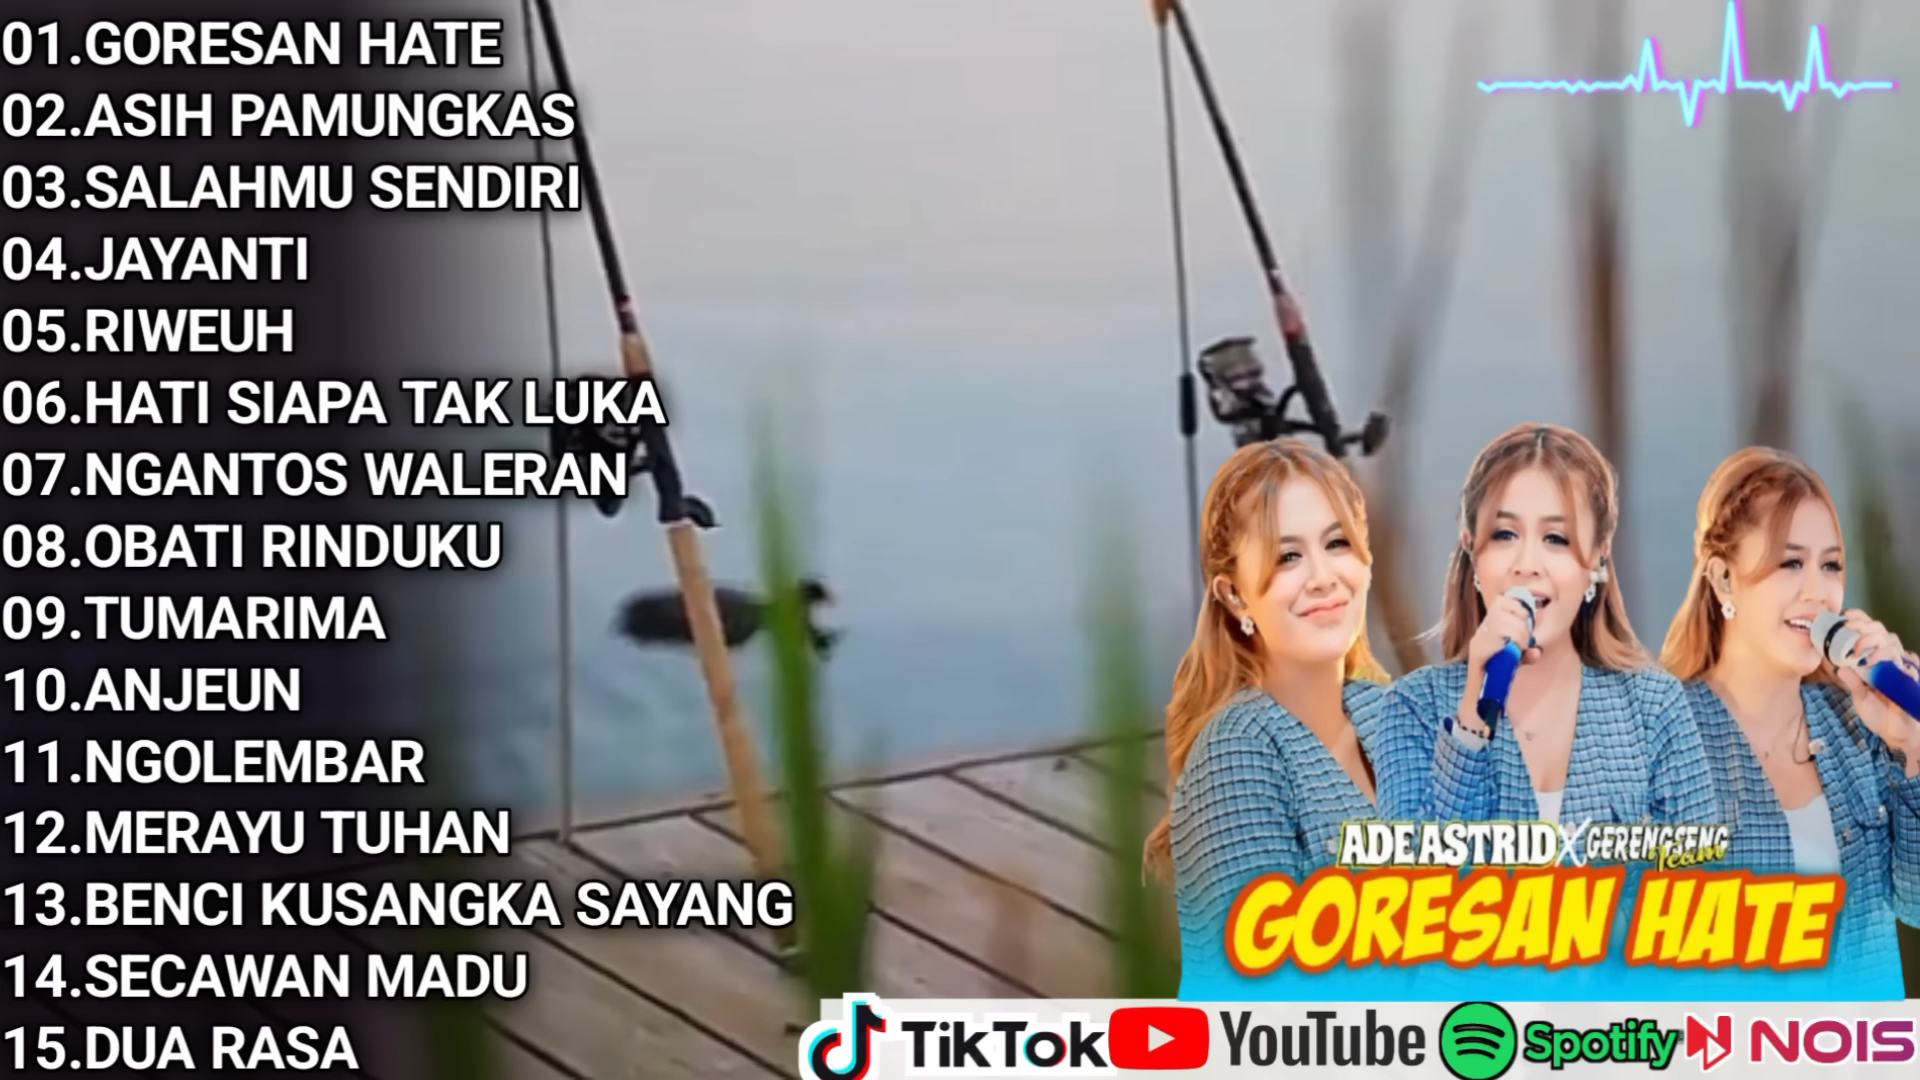 01.GORESAN HATE
02.ASIH PAMUNGKAS
03.SALAHMU SENDIRI
04.JAYANTI
05.RIWEUH
06.HATI SIAPA TAK LUKA
07.NGANTOS WALERAN
08.OBATI RINDUKU
09.TUMARIMA
10.ANJEUN
11.NGOLEMBAR
12.MERAYU TUHAN
13.BENCI KUSANGKA SAYANG
14.SECAWAN MADU
15.DUA RASA
ADE ASTRID X GERENGSENG Team
GORESAN HATE
TikTok YouTube Spotify NOIS